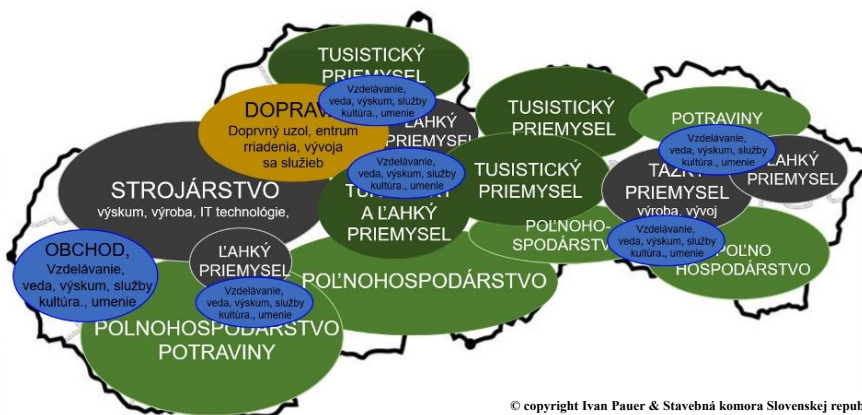 TUSISTICKÝ
PRIEMYSEL
Vzdelávanie,
veda, výskum, služby
kultúra., umenie
DOPRAVA
Doprvný uzol, entrum
rriadenia, vývoja
sa služieb
ĽAHKÝ
PRIEMYSEL
TUSISTICKÝ
PRIEMYSEL
POTRAVINY
Vzdelávanie,
veda, výskum, služby
kultúra., umenie
Vzdelávanie,
veda, výskum, služby
kultúra., umenie
STROJÁRSTVO
výskum, výroba, IT technológie,
A ĽAHKÝ
PRIEMYSEL
TUSISTICKÝ
PRIEMYSEL
ŤAŽKÝ
PRIEMYSEL
výroba, vývoj
ĽAHKÝ
PRIEMYSEL
OBCHOD,
Vzdelávanie,
veda, výskum, služby
kultúra., umenie
ĽAHKÝ
PRIEMYSEL
Vzdelávanie,
veda, výskum, služby
kultúra., umenie
POĽNOHOSPODÁRSTVO
POĽNOHO-
SPODÁRSTV
Vzdelávanie,
veda, výskum, služby
kultúra., umenie
POĽNO
HOSPODÁRSTVO
POLNOHOSPODÁRSTVO
POTRAVINY
© copyright Ivan Pauer & Stavebná komora Slovenskej repub